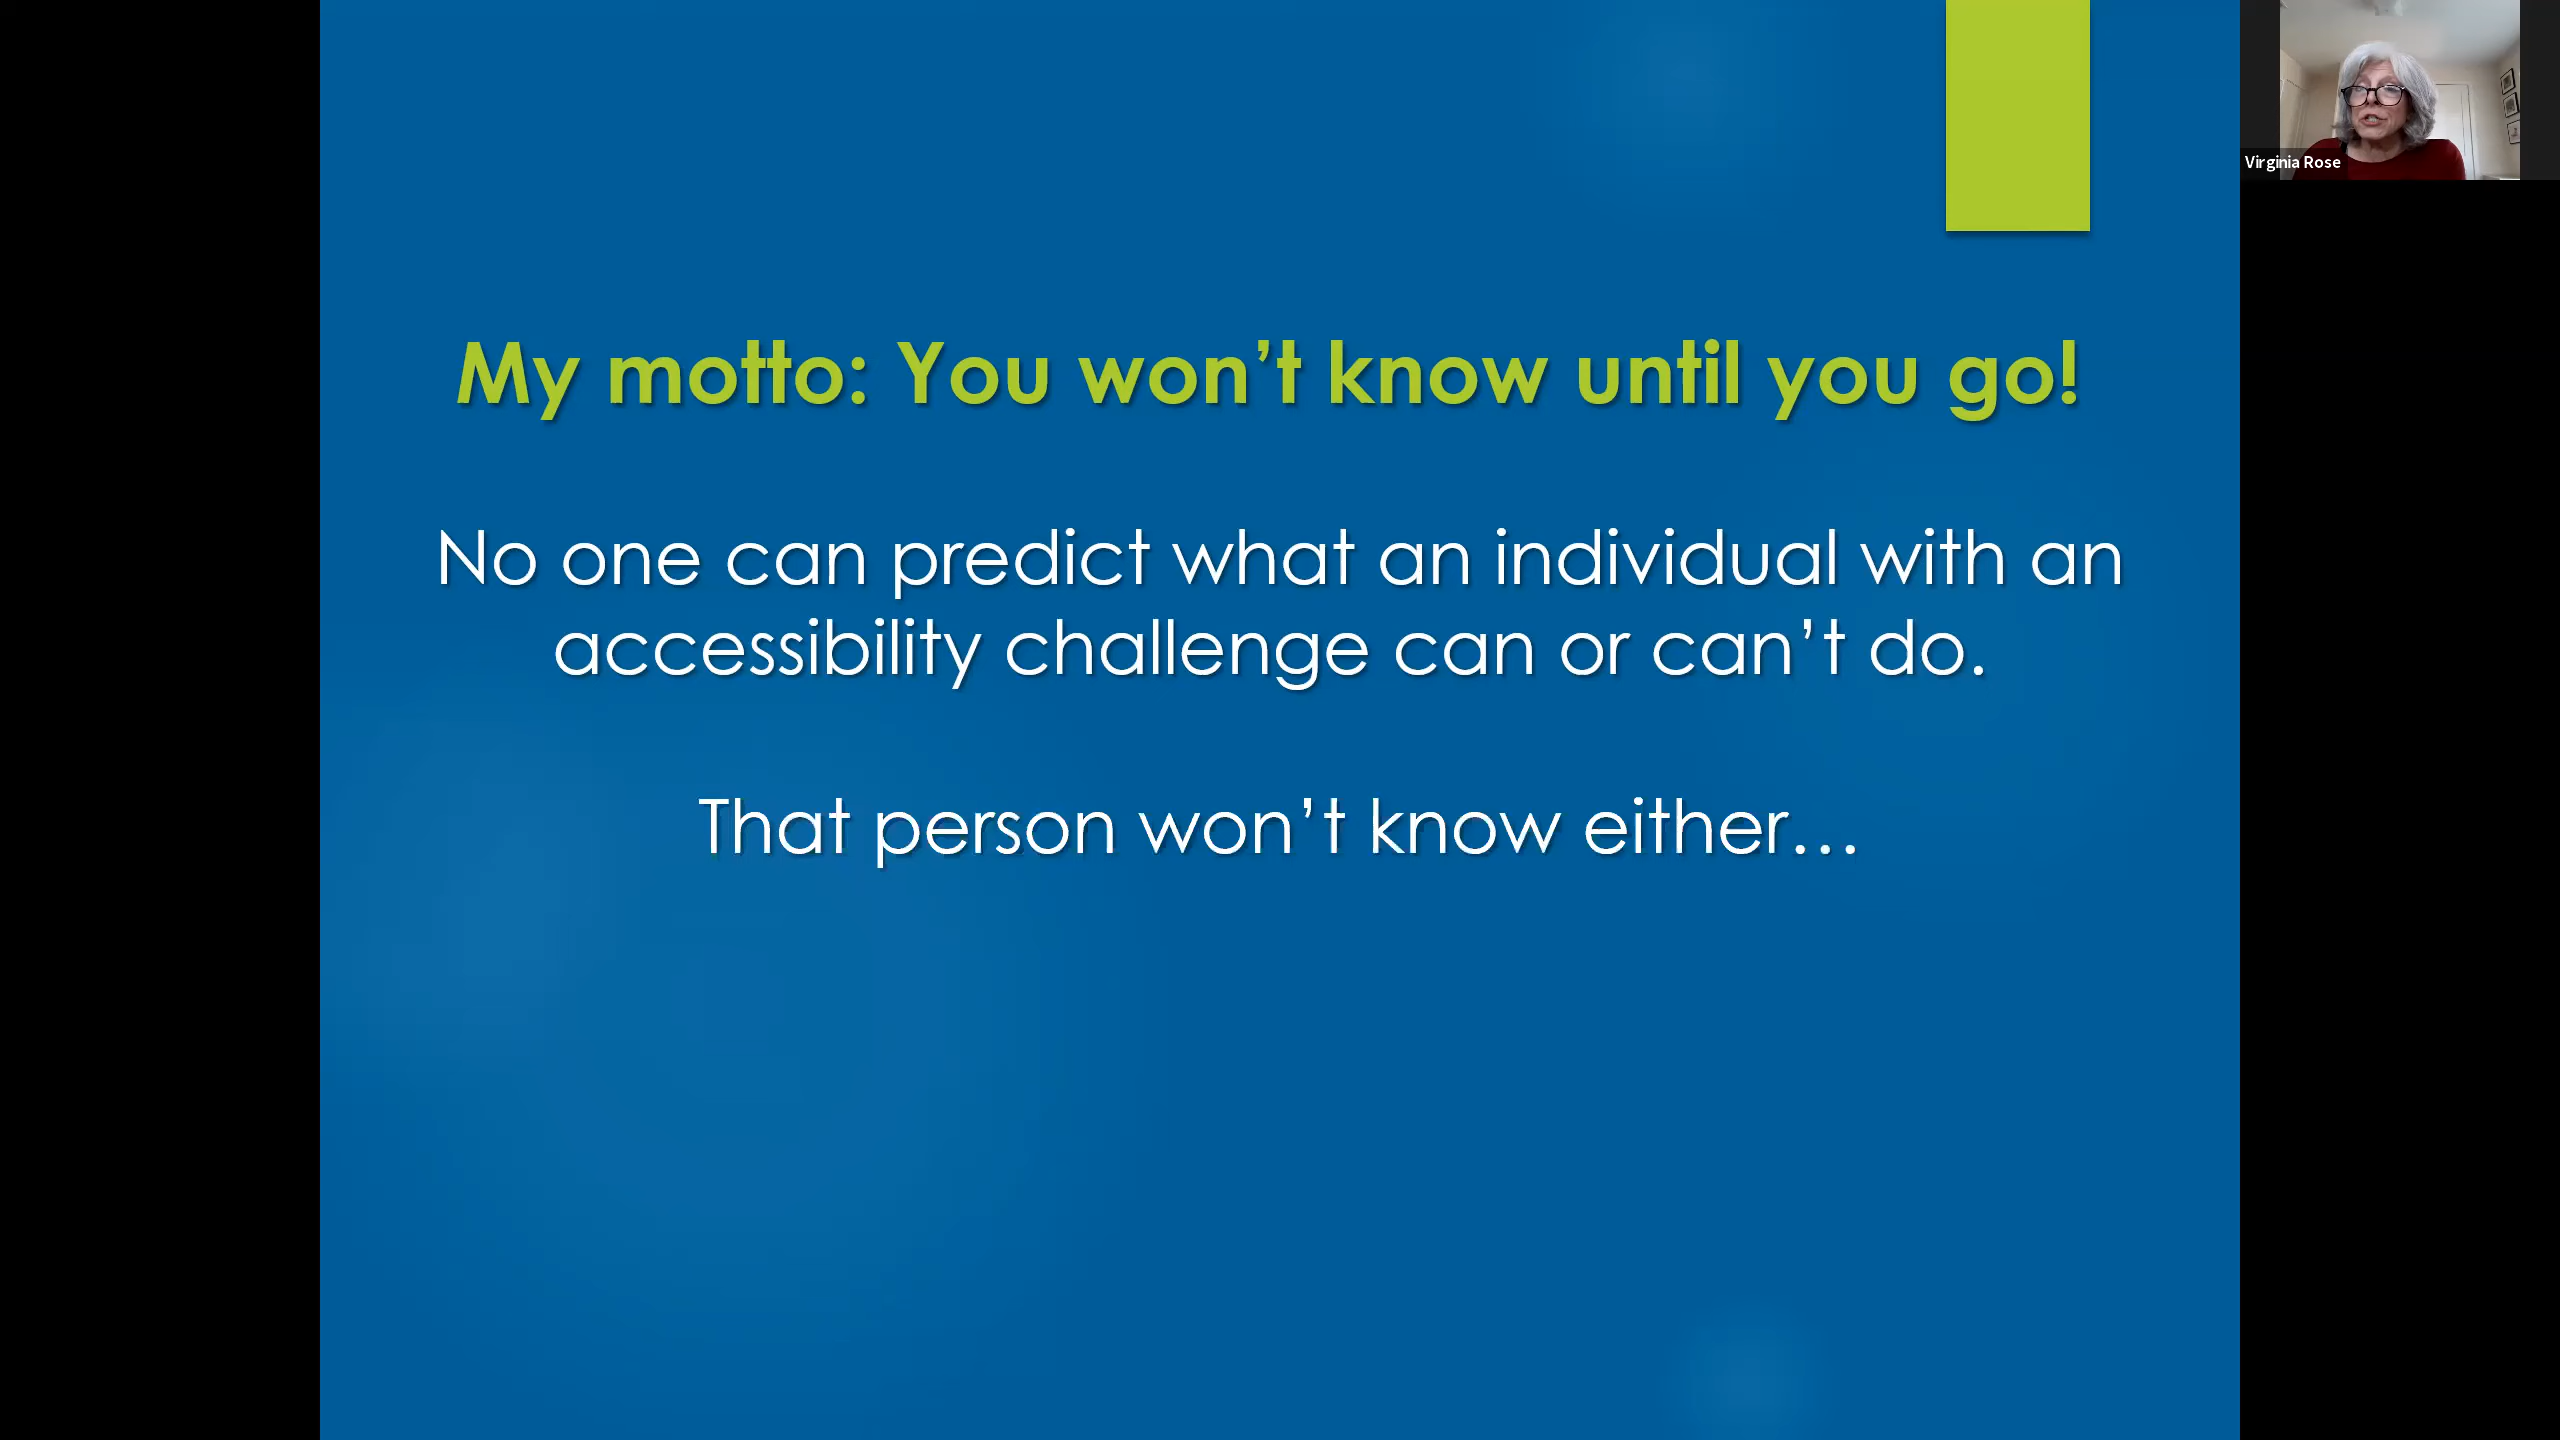 Virginia Rose
My motto: You won’t know until you go!
No one can predict what an individual with an
accessibility challenge can or can’t do.
That person won’t know either…